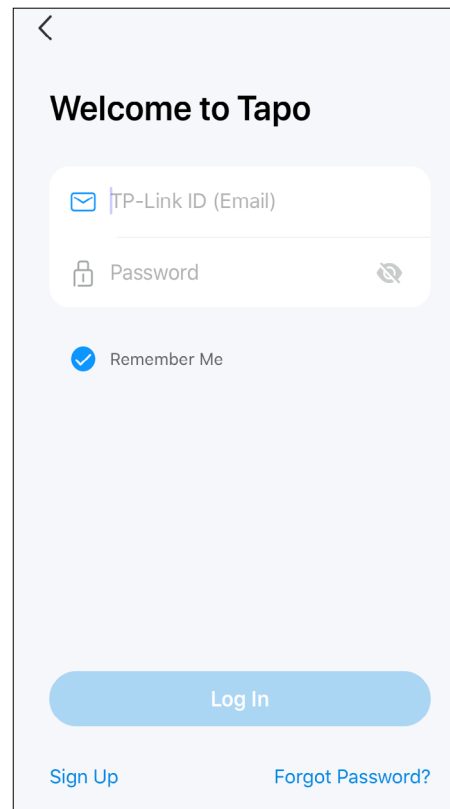 Welcome to Tapo
TP-Link ID (Email)
Password
Remember Me
Log In
Sign Up
Forgot Password?